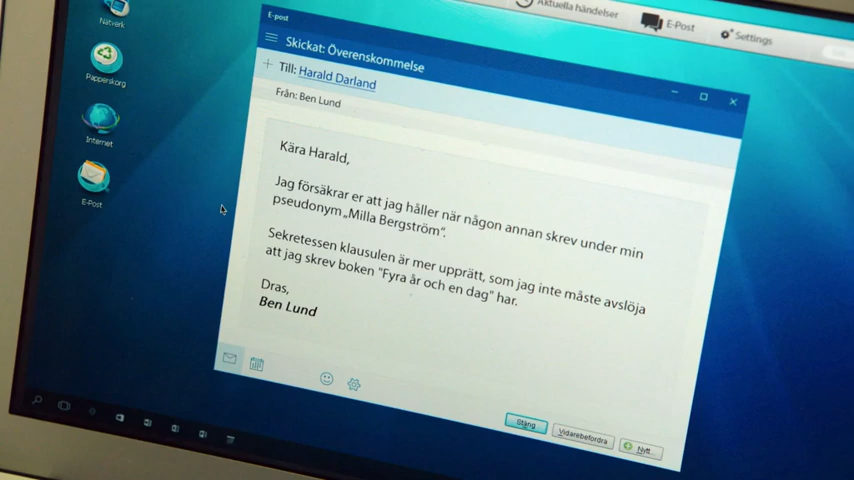 Aktuella händelser
E-Post
Settings
Nätverk
Papperskorg
Internet
E-Post
E-post
Skickat: Överenskommelse
Till: Harald Darland
Från: Ben Lund
Kära Harald,
Jag försäkrar er att jag håller när någon annan skrev under min
pseudonym „Milla Bergström“.
Sekretessen klausulen är mer upprätt, som jag inte måste avslöja
att jag skrev boken "Fyra år och en dag" har.
Dras,
Ben Lund
Stäng
Vidarebefordra
Nytt...